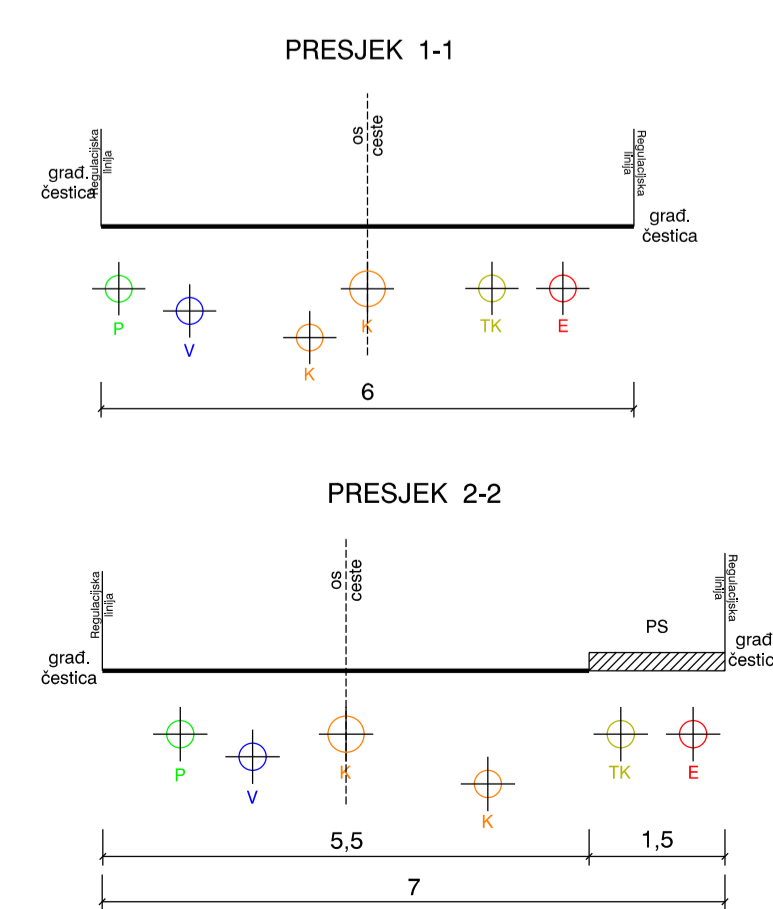 PRESJEK 1-1
Regulacijska
linija
os
ceste
Regulacijska
linija
građ.
čestica
građ.
čestica
P
V
K
K
TK
E
6
PRESJEK 2-2
Regulacijska
linija
os
ceste
Regulacijska
linija
PS
građ.
čestica
građ
čestic
P
V
K
K
TK
E
5,5
1,5
7